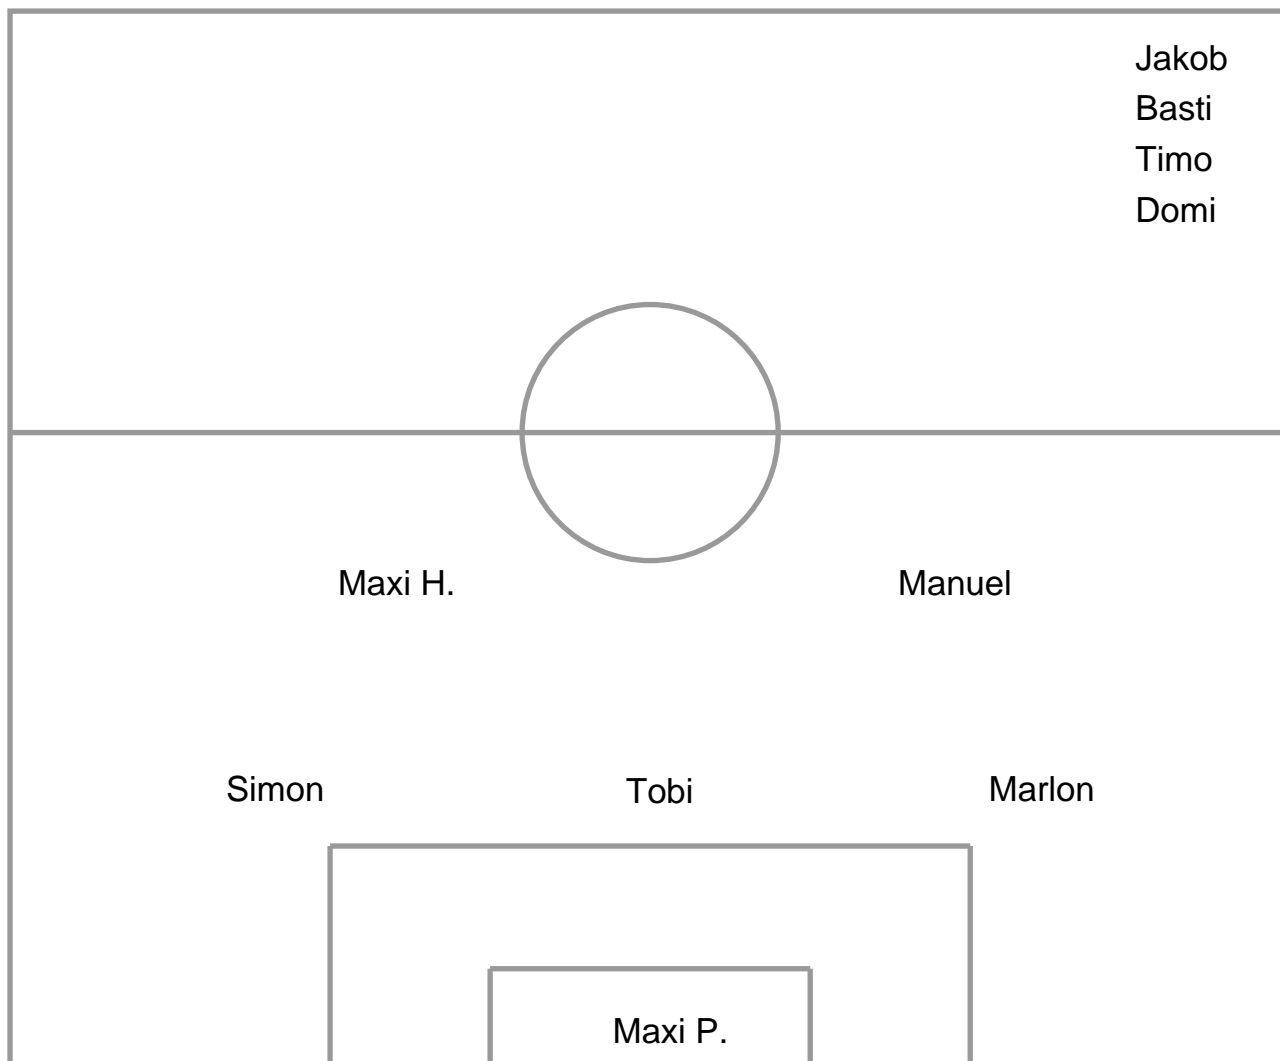 Jakob
Basti
Timo
Domi
Maxi H. Manuel
Simon Tobi Marlon
Maxi P.